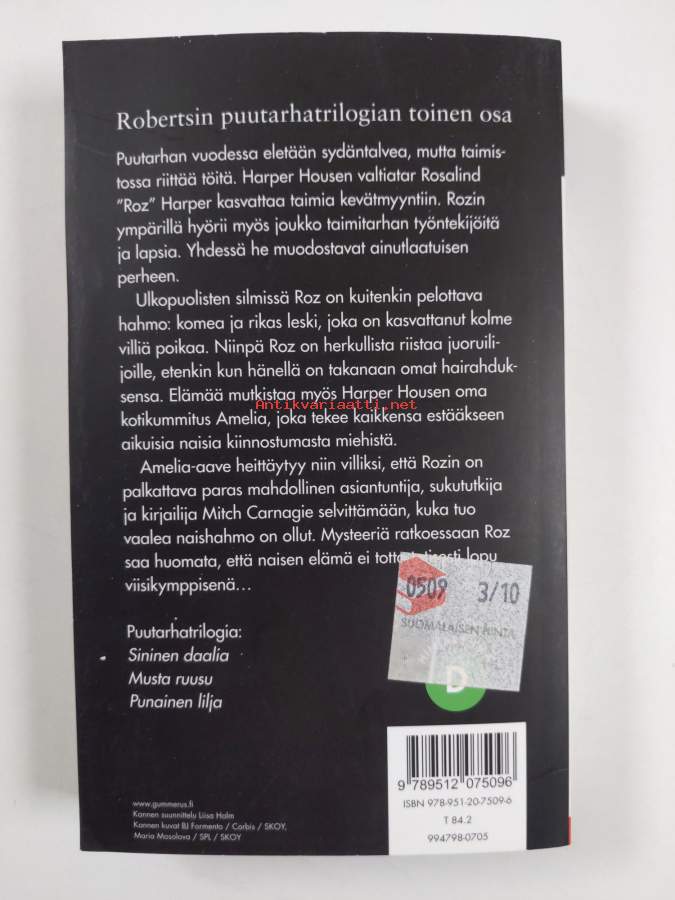 Robertsin puutarhatrilogian toinen osa
Puutarhan vuodessa eletään sydäntalvea, mutta taimis-
tossa riittää töitä. Harper Housen valtiatar Rosalind
”Roz” Harper kasvattaa taimia kevätmyyntiin. Rozin
ympärillä hyörii myös joukko taimitarhan työntekijöitä
ja lapsia. Yhdessä he muodostavat ainutlaatuisen
perheen.
Ulkopuolisten silmissä Roz on kuitenkin pelottava
hahmo: komea ja rikas leski, joka on kasvattanut kolme
villiä poikaa. Niinpä Roz on herkullista riistaa juoruili-
joille, etenkin kun hänellä on takanaan omat hairahduk-
sensa. Elämää mutkistaa myös Harper Housen oma
Antikvariaatti.net
kotikummitus Amelia, joka tekee kaikkensa estääkseen
aikuisia naisia kiinnostumasta miehistä.
Amelia-aave heittäytyy niin villiksi, että Rozin on
palkattava paras mahdollinen asiantuntija, sukututkija
ja kirjailija Mitch Carnagie selvittämään, kuka tuo
vaalea naishahmo on ollut. Mysteeriä ratkoessaan Roz
saa huomata, että naisen elämä ei lopu
viisikymppisenä…
0509 3/10
SUOMALAISEN HINTA
D
Puutarhatrilogia:
Sininen daalia
Musta ruusu
Punainen lilja
9 789512 075096
ISBN 978-951-20-7509-6
T 84.2
994798-0705
www.gummerus.fi
Kannen suunnittelu Liisa Holm
Kannen kuvat BJ Formento / Corbis / SKOY,
Maria Mosolova / SPL / SKOY